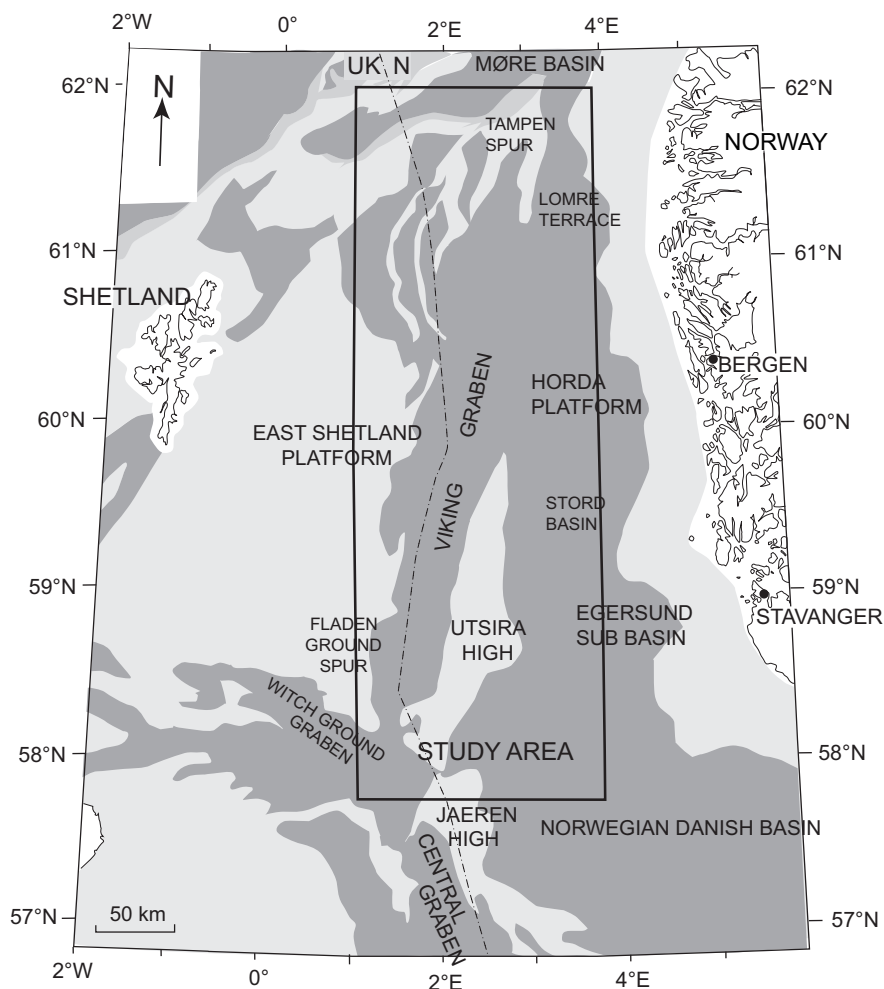 2°W
0°
2°E
4°E
UK N
MØRE BASIN
62°N
62°N
N
TAMPEN
SPUR
NORWAY
LOMRE
TERRACE
61°N
61°N
SHETLAND
BERGEN
HORDA
PLATFORM
GRABEN
VIKING
60°N
60°N
EAST SHETLAND
PLATFORM
STORD
BASIN
59°N
59°N
STAVANGER
FLADEN
GROUND
SPUR
UTSIRA
HIGH
EGERSUND
SUB BASIN
WITCH GROUND
GRABEN
58°N
58°N
STUDY AREA
JAEREN
HIGH
NORWEGIAN DANISH BASIN
CENTRAL
GRABEN
57°N
57°N
50 km
2°W
0°
2°E
4°E